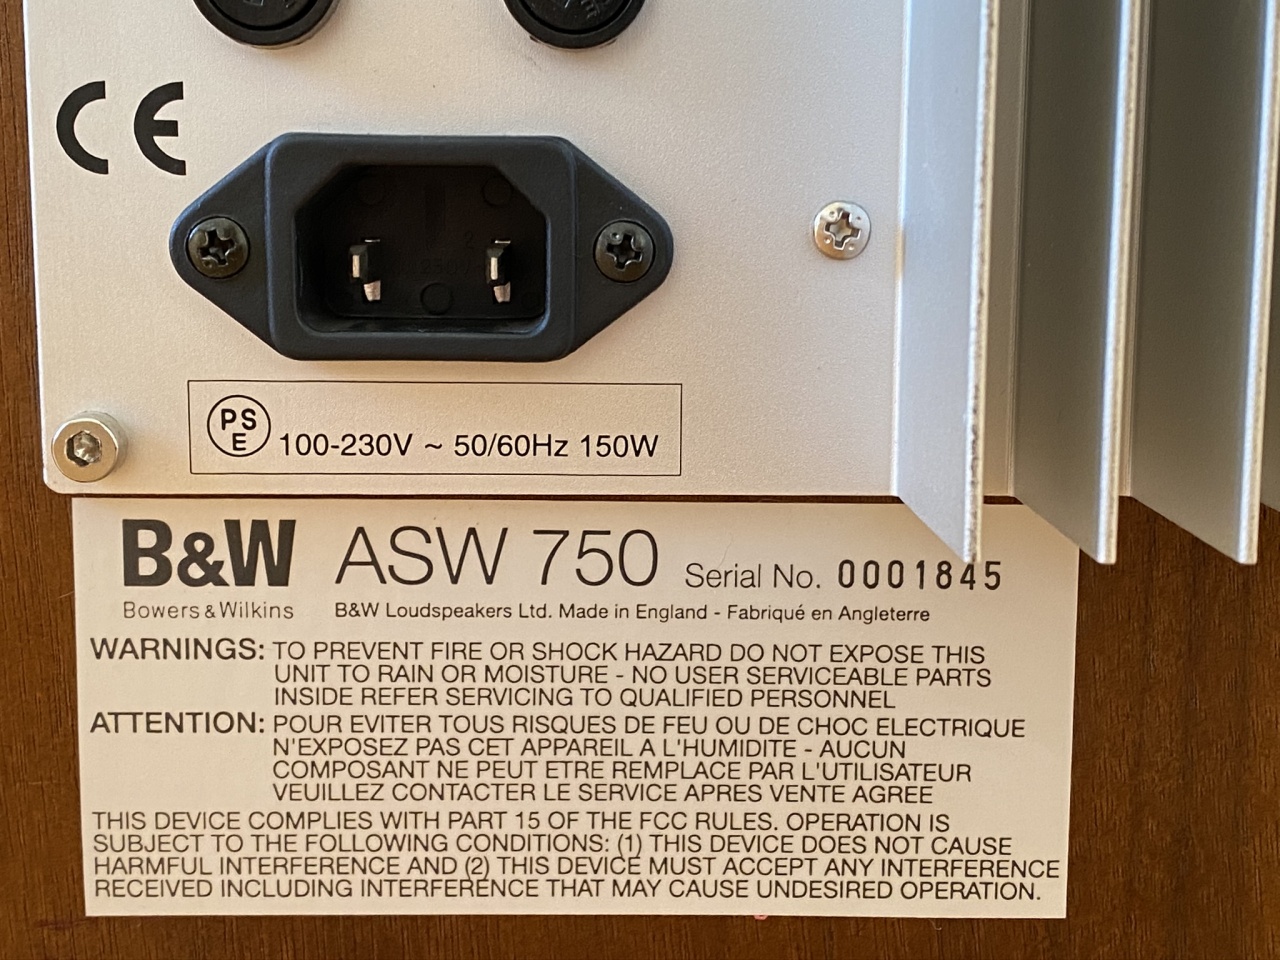 CE
230V
PS
E
100-230V ~ 50/60Hz 150W
B&W ASW 750 Serial No. 0001845
Bowers & Wilkins B&W Loudspeakers Ltd. Made in England - Fabriqué en Angleterre
WARNINGS: TO PREVENT FIRE OR SHOCK HAZARD DO NOT EXPOSE THIS
UNIT TO RAIN OR MOISTURE - NO USER SERVICEABLE PARTS
INSIDE REFER SERVICING TO QUALIFIED PERSONNEL
ATTENTION: POUR EVITER TOUS RISQUES DE FEU OU DE CHOC ELECTRIQUE
N'EXPOSEZ PAS CET APPAREIL A L'HUMIDITE - AUCUN
COMPOSANT NE PEUT ETRE REMPLACE PAR L'UTILISATEUR
VEUILLEZ CONTACTER LE SERVICE APRES VENTE AGREE
THIS DEVICE COMPLIES WITH PART 15 OF THE FCC RULES. OPERATION IS
SUBJECT TO THE FOLLOWING CONDITIONS: (1) THIS DEVICE DOES NOT CAUSE
HARMFUL INTERFERENCE AND (2) THIS DEVICE MUST ACCEPT ANY INTERFERENCE
RECEIVED INCLUDING INTERFERENCE THAT MAY CAUSE UNDESIRED OPERATION.